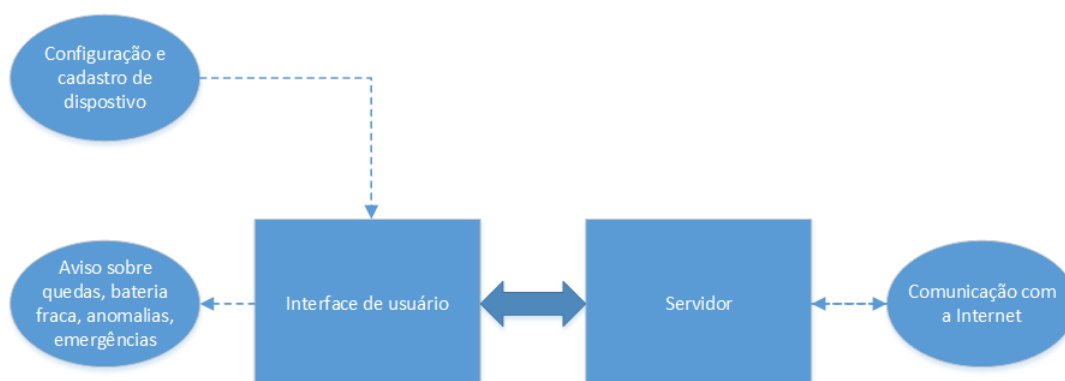 Configuração e
cadastro de
dispostivo
Aviso sobre
quedas, bateria
fraca, anomalias,
emergências
Interface de usuário
Servidor
Comunicação com
a Internet